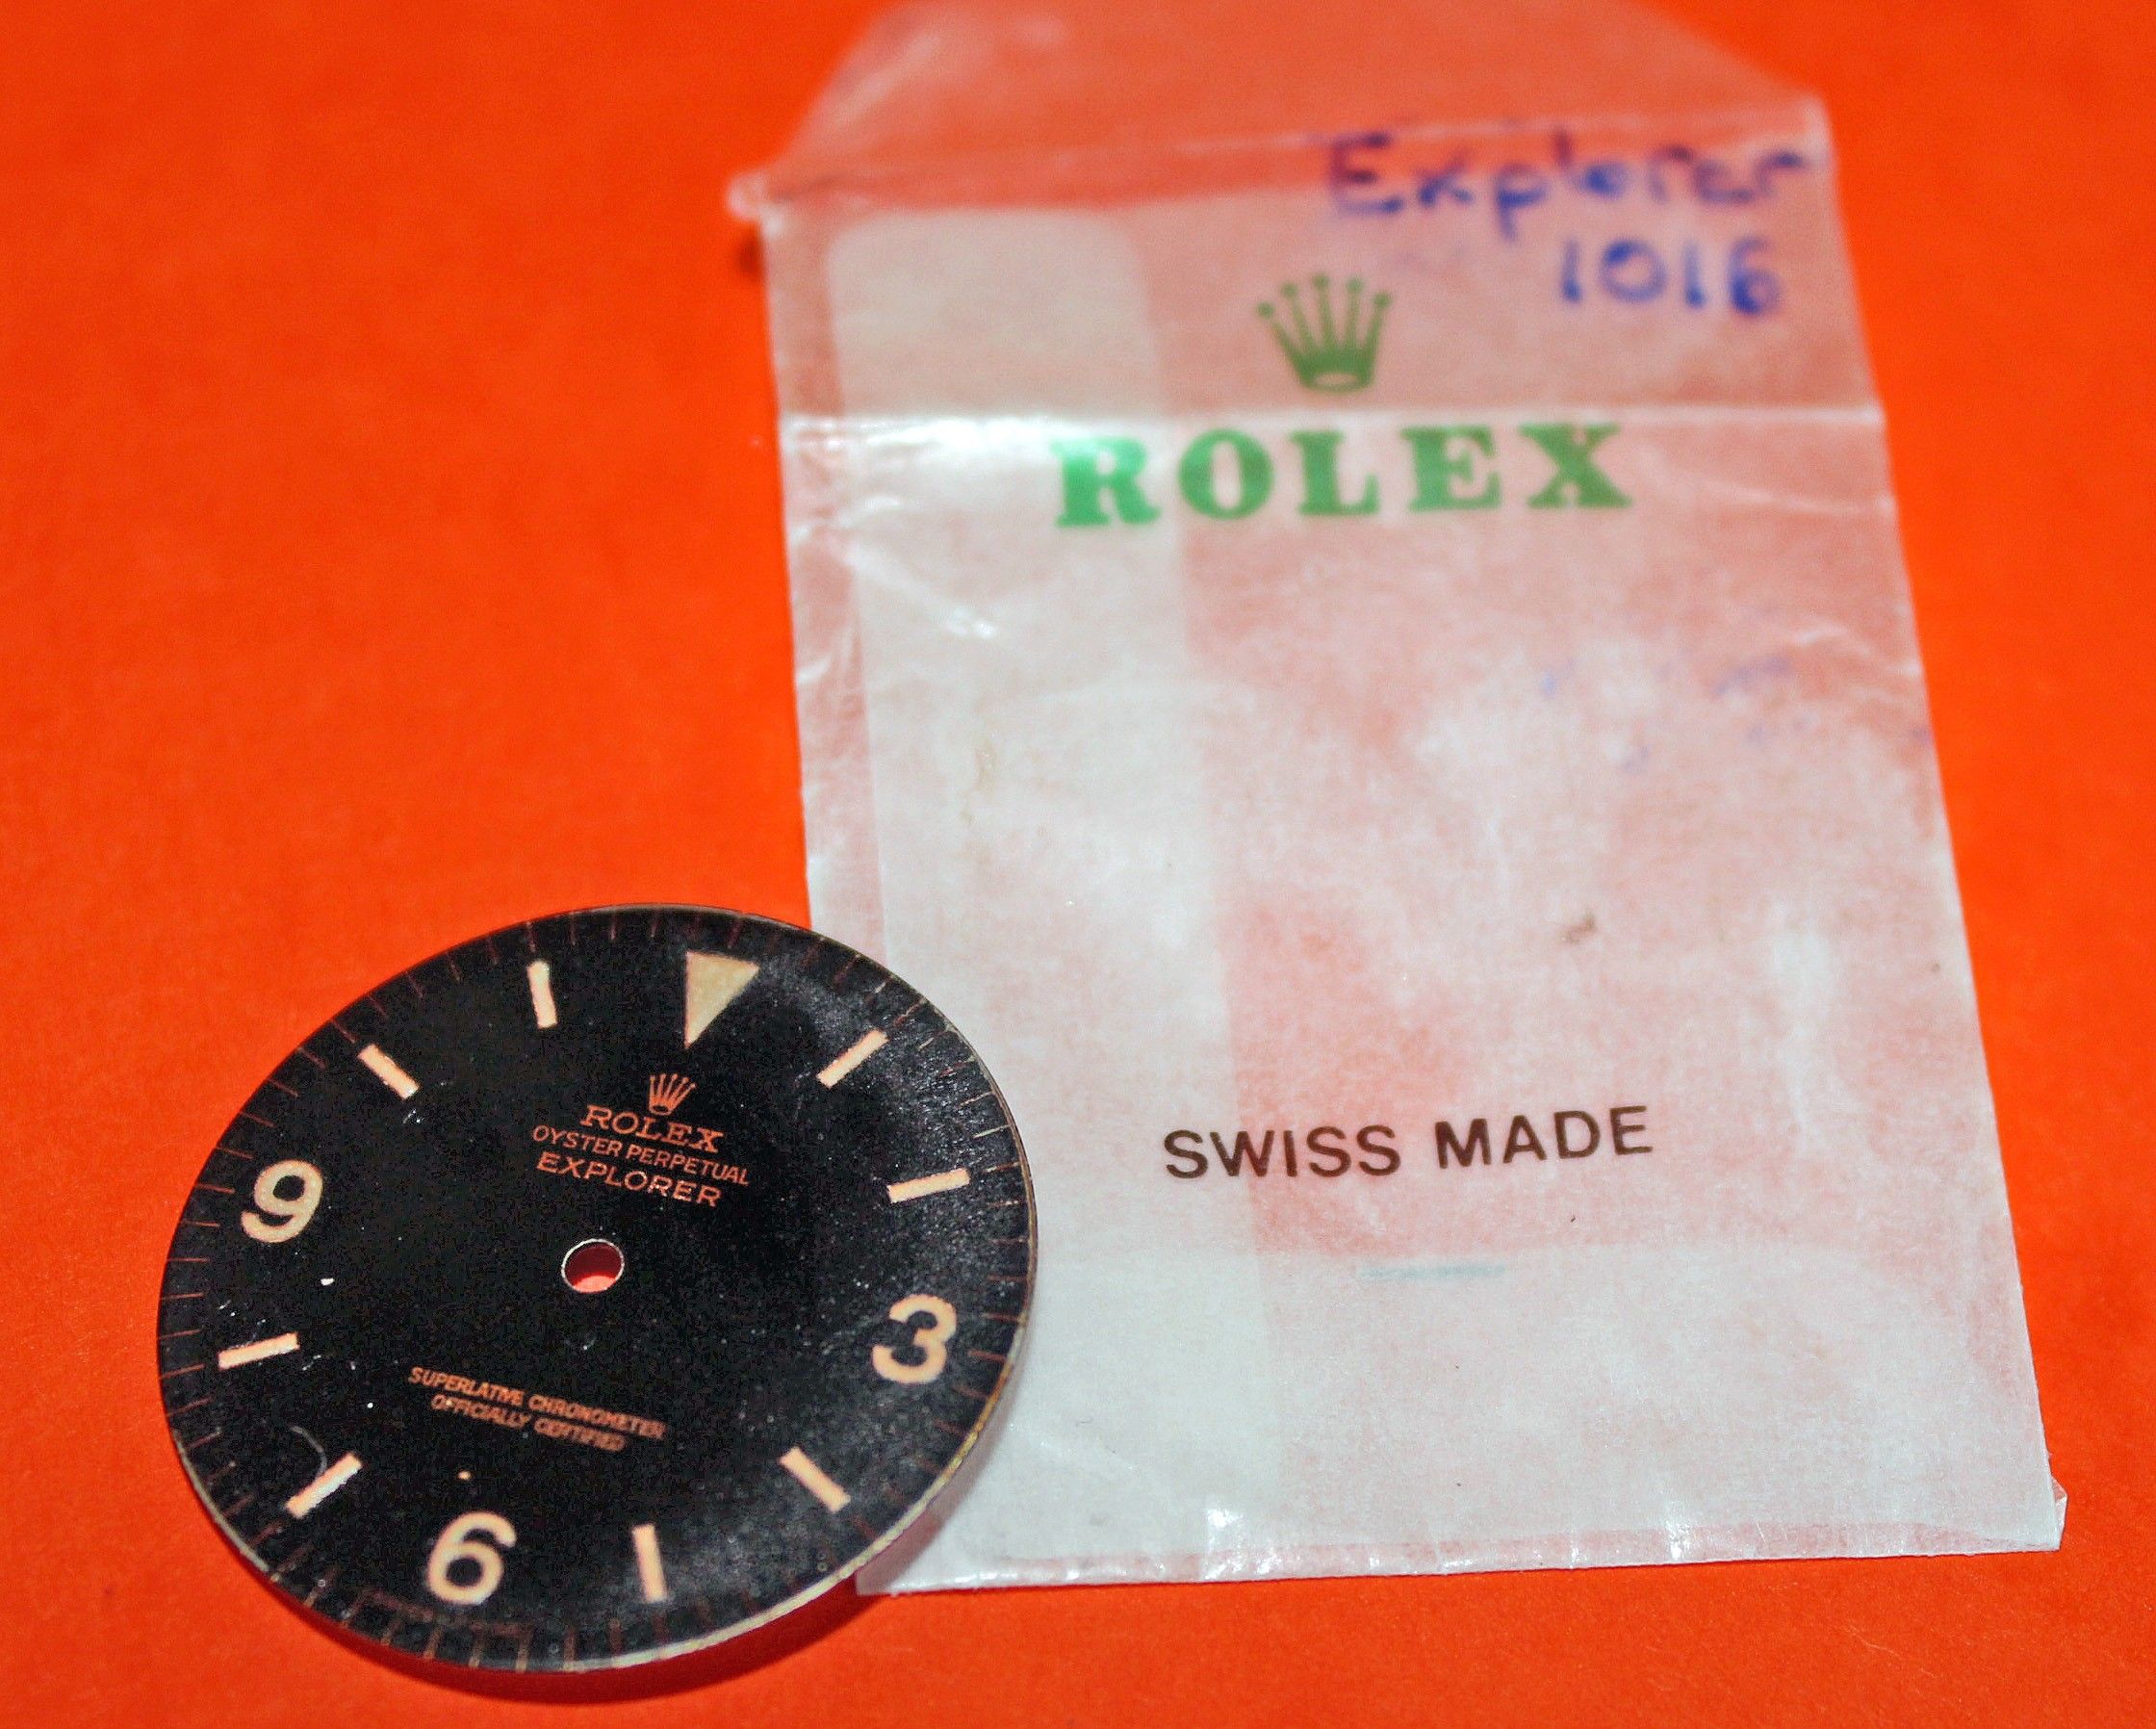 Explorer
1016
ROLEX
SWISS MADE
ROLEX
OYSTER PERPETUAL
EXPLORER
9
3
SUPERLATIVE CHRONOMETER
OFFICIALLY CERTIFIED
6